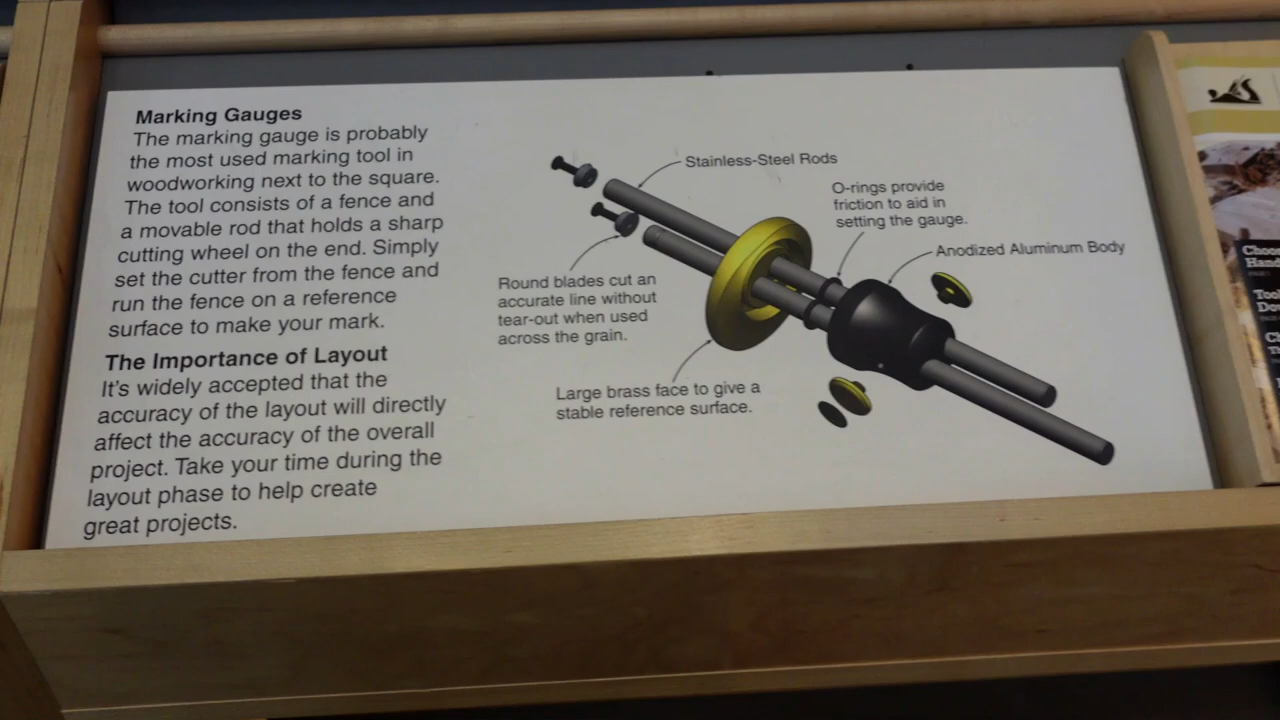 Marking Gauges
The marking gauge is probably
the most used marking tool in
woodworking next to the square.
The tool consists of a fence and
a movable rod that holds a sharp
cutting wheel on the end. Simply
set the cutter from the fence and
run the fence on a reference
surface to make your mark.
The Importance of Layout
It's widely accepted that the
accuracy of the layout will directly
affect the accuracy of the overall
project. Take your time during the
layout phase to help create
great projects.
Stainless-Steel Rods
O-rings provide
friction to aid in
setting the gauge.
Anodized Aluminum Body
Round blades cut an
accurate line without
tear-out when used
across the grain.
Large brass face to give a
stable reference surface.